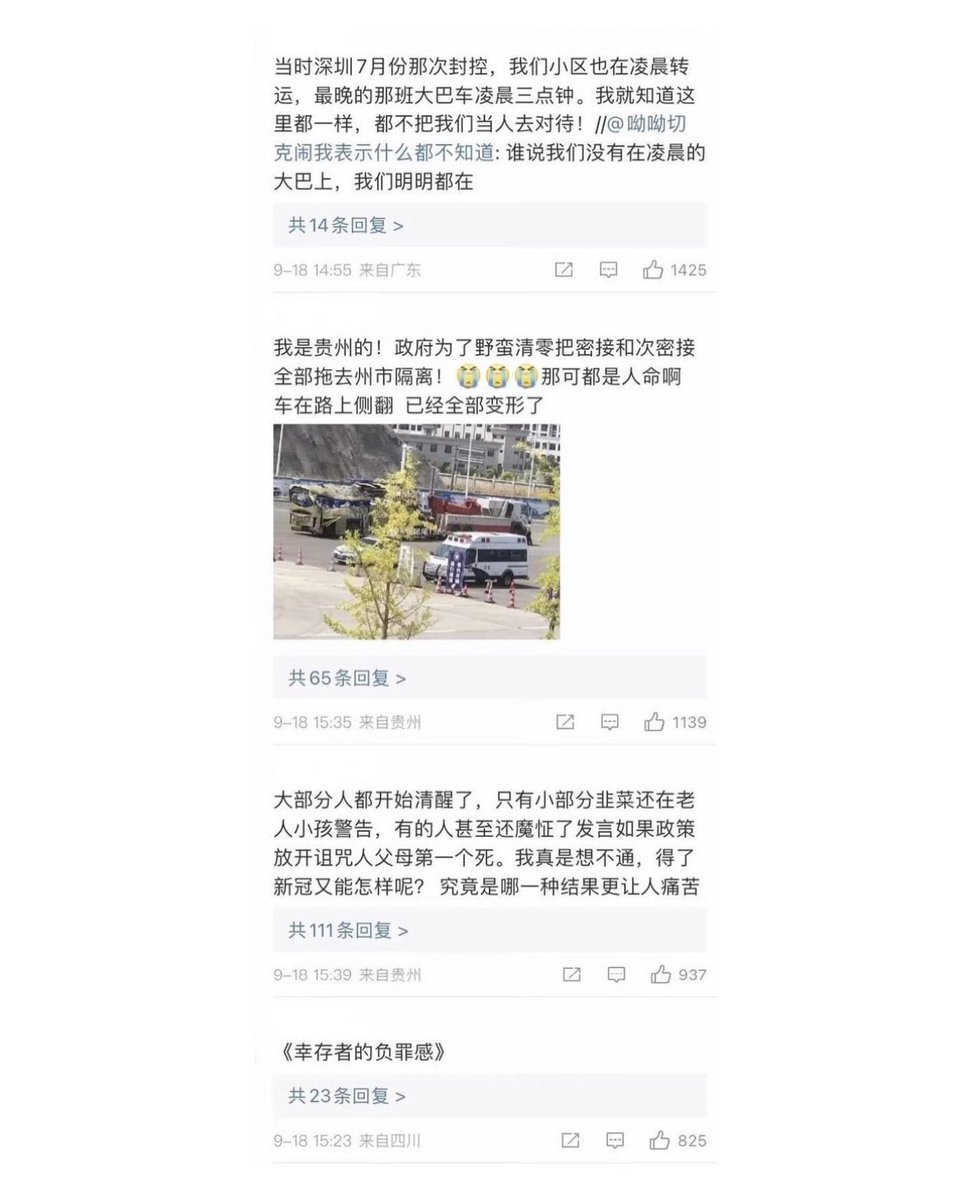 当时深圳7月份那次封控，我们小区也在凌晨转
运，最晚的那班大巴车凌晨三点钟。我就知道这
里都一样，都不把我们当人去对待！//@呦呦切
克闹我表示什么都不知道: 谁说我们没有在凌晨的
大巴上，我们明明都在
共14条回复 >
9-18 14:55 来自广东
1425
我是贵州的！政府为了野蛮清零把密接和次密接
全部拖去州市隔离！😭😭😭那可都是人命啊
车在路上侧翻 已经全部变形了
共65条回复 >
9-18 15:35 来自贵州
1139
大部分人都开始清醒了，只有小部分韭菜还在老
人小孩警告，有的人甚至还魔怔了发言如果政策
放开诅咒人父母第一个死。我真是想不通，得了
新冠又能怎样呢？ 究竟是哪一种结果更让人痛苦
共111条回复 >
9-18 15:39 来自贵州
937
《幸存者的负罪感》
共23条回复 >
9-18 15:23 来自四川
825